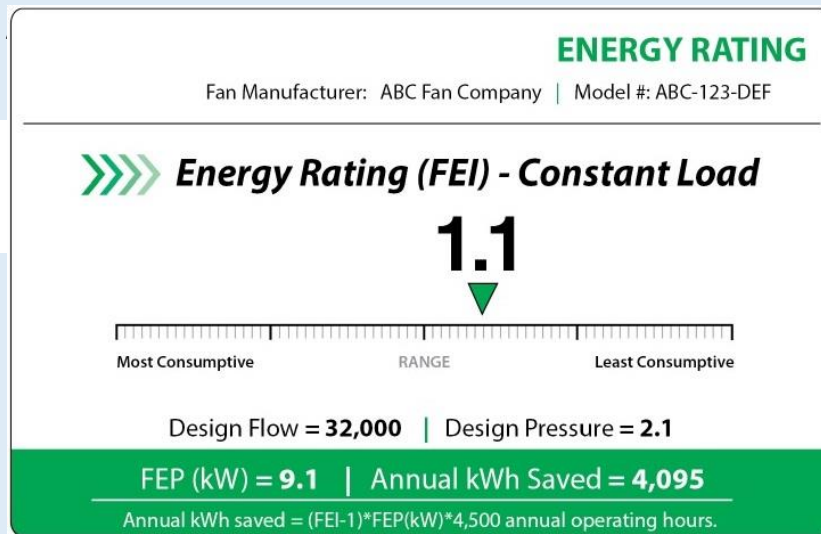 ENERGY RATING
Fan Manufacturer: ABC Fan Company | Model #: ABC-123-DEF
Energy Rating (FEI) - Constant Load
1.1
Most Consumptive RANGE Least Consumptive
Design Flow = 32,000 | Design Pressure = 2.1
FEP (kW) = 9.1 | Annual kWh Saved = 4,095
Annual kWh saved = (FEI-1)*FEP(kW)*4,500 annual operating hours.